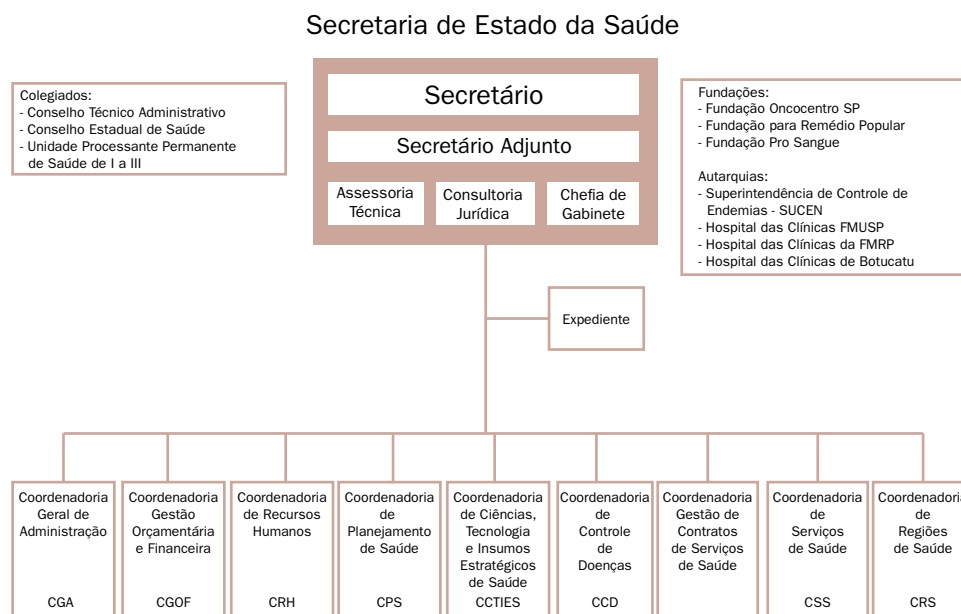 Secretaria de Estado da Saúde
Colegiados:
- Conselho Técnico Administrativo
- Conselho Estadual de Saúde
- Unidade Processante Permanente
de Saúde de I a III
Secretário
Secretário Adjunto
Assessoria
Técnica
Consultoria
Jurídica
Chefia de
Gabinete
Fundações:
- Fundação Oncocentro SP
- Fundação para Remédio Popular
- Fundação Pro Sangue
Autarquias:
- Superintendência de Controle de
Endemias - SUCEN
- Hospital das Clínicas FMUSP
- Hospital das Clínicas da FMRP
- Hospital das Clínicas de Botucatu
Expediente
Coordenadoria
Geral de
Administração
CGA
Coordenadoria
Gestão
Orçamentária
e Financeira
CGOF
Coordenadoria
de Recursos
Humanos
CRH
Coordenadoria
de
Planejamento
de Saúde
CPS
Coordenadoria
de Ciências,
Tecnologia
e Insumos
Estratégicos
de Saúde
CCTIES
Coordenadoria
de
Controle
de
Doenças
CCD
Coordenadoria
Gestão de
Contratos
de Serviços
de Saúde
Coordenadoria
de
Serviços
de Saúde
CSS
Coordenadoria
de
Regiões
de Saúde
CRS